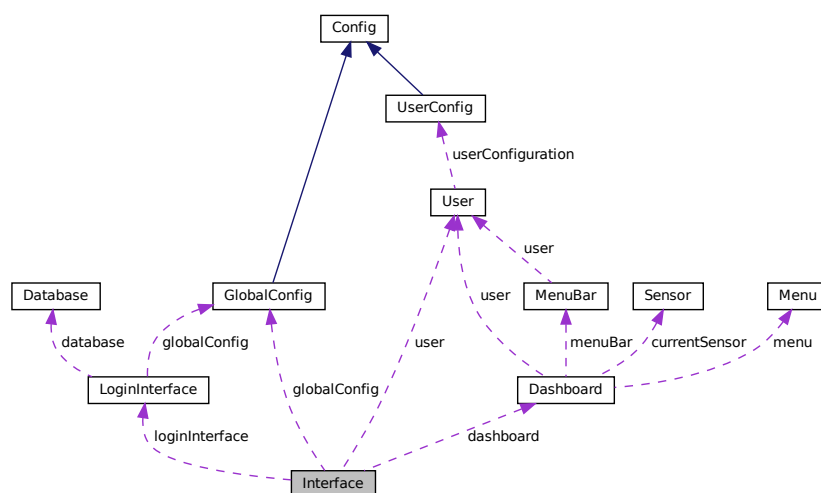 Config
UserConfig
userConfiguration
User
user
Database
GlobalConfig
user
MenuBar
Sensor
Menu
database
globalConfig
user
menuBar
currentSensor
menu
LoginInterface
globalConfig
Dashboard
loginInterface
dashboard
Interface